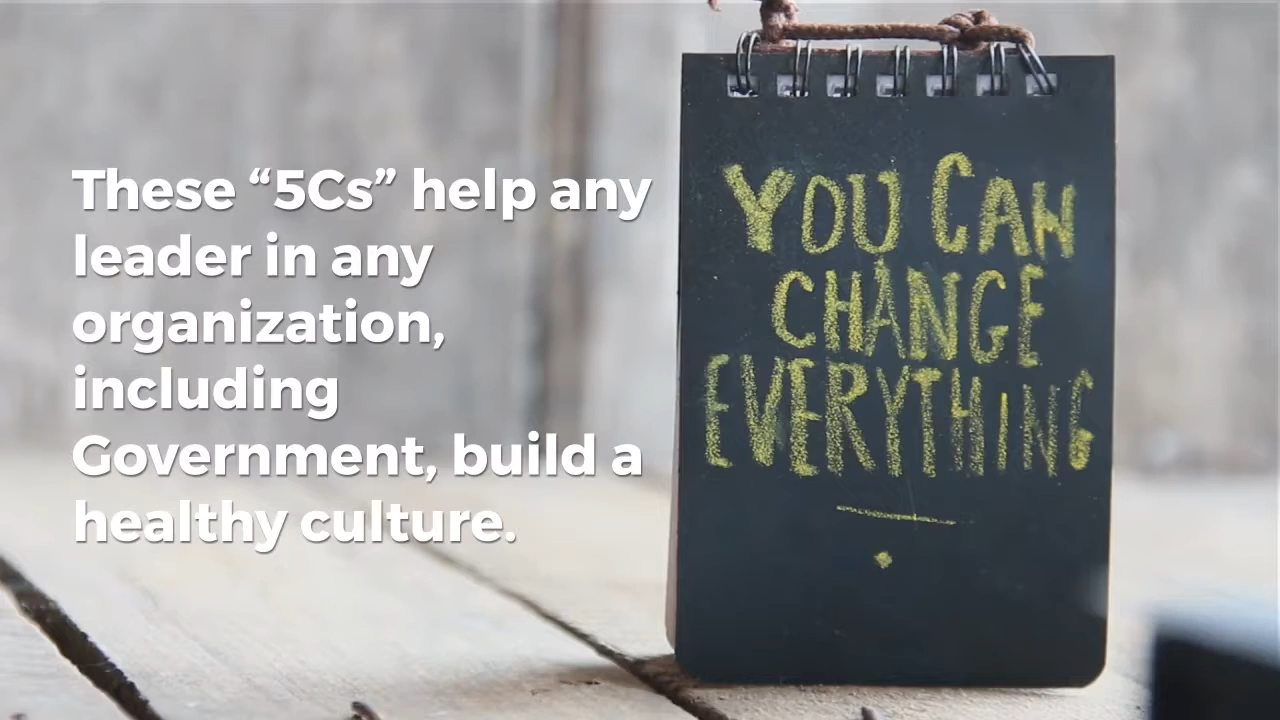 These “5Cs” help any
leader in any
organization,
including
Government, build a
healthy culture.
YOU CAN
CHANGE
EVERYTHING